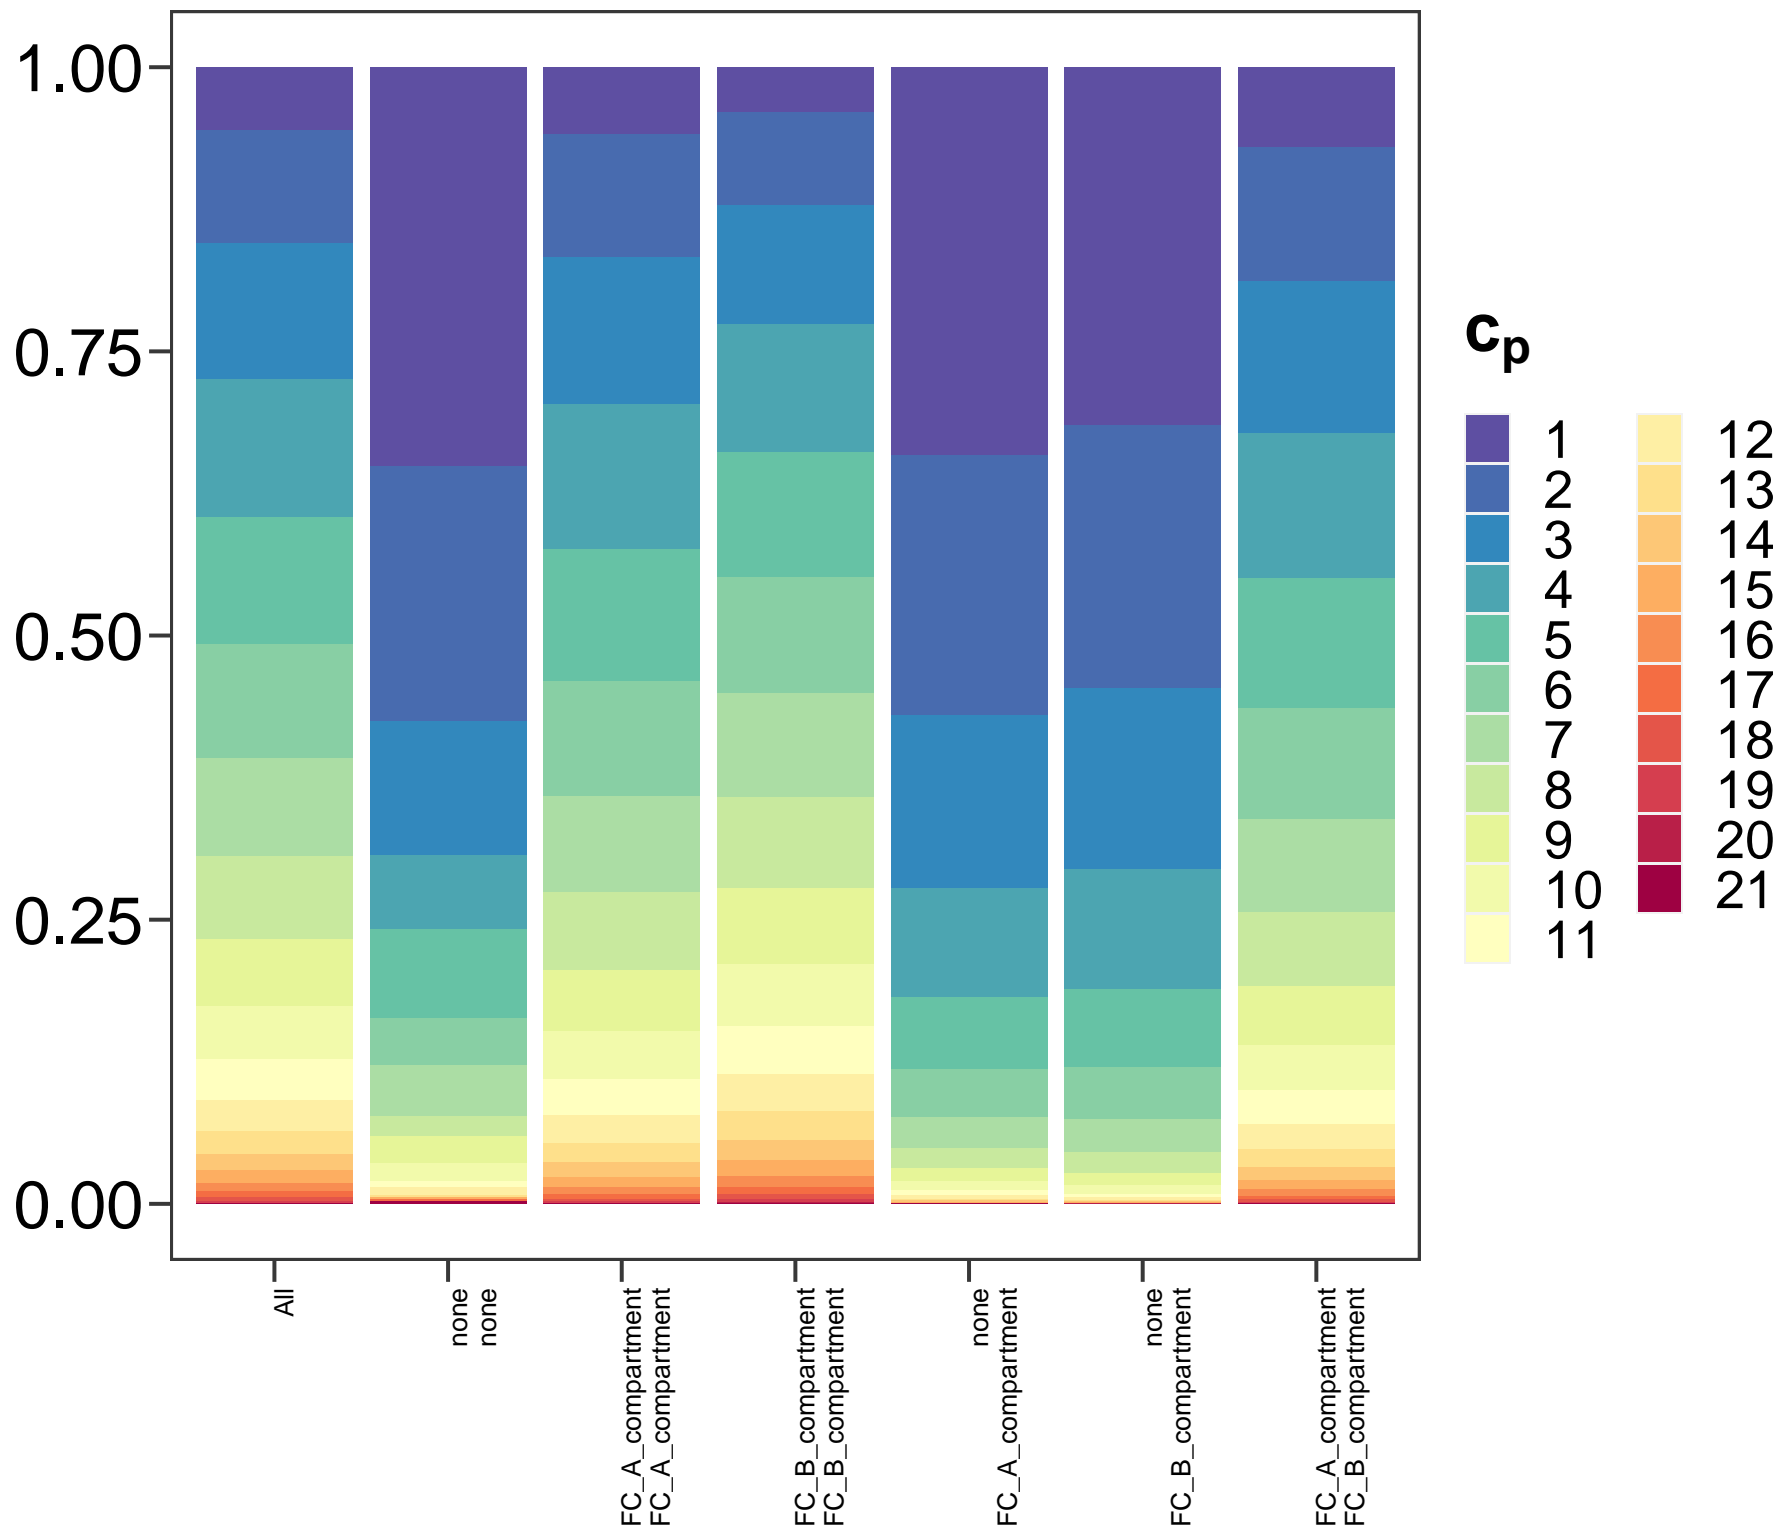 1.00
0.75
0.50
0.25
0.00
All
none
none
FC_A_compartment
FC_A_compartment
FC_B_compartment
FC_B_compartment
none
FC_A_compartment
none
FC_B_compartment
FC_A_compartment
FC_B_compartment
cp
1
2
3
4
5
6
7
8
9
10
11
12
13
14
15
16
17
18
19
20
21